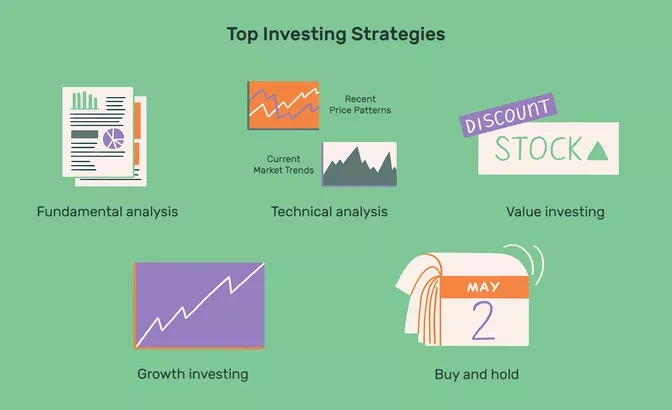 Top Investing Strategies
Recent
Price Patterns
Current
Market Trends
DISCOUNT
STOCK
Fundamental analysis
Technical analysis
Value investing
MAY
2
Growth investing
Buy and hold